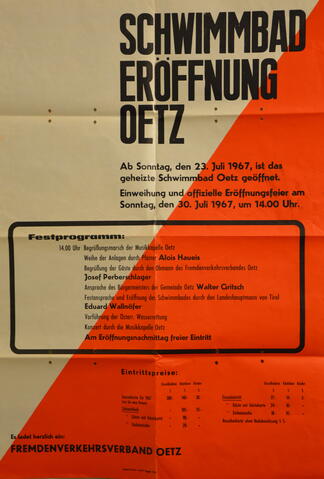 SCHWIMMBAD
ERÖFFNUNG
OETZ
Ab Sonntag, den 23. Juli 1967, ist das
geheizte Schwimmbad Oetz geöffnet.
Einweihung und offizielle Eröffnungsfeier am
Sonntag, den 30. Juli 1967, um 14.00 Uhr.
Festprogramm:
14.00 Uhr Begrüßungsmarsch der Musikkapelle Oetz
Weihe der Anlagen durch Pfarrer Alois Haueis
Begrüßung der Gäste durch den Obmann des Fremdenverkehrsverbandes Oetz
Josef Perberschlager
Ansprache des Bürgermeisters der Gemeinde Oetz Walter Gritsch
Festansprache und Eröffnung des Schwimmbades durch den Landeshauptmann von Tirol
Eduard Wallnöfer
Vorführung der Österr. Wasserrettung
Konzert durch die Musikkapelle Oetz
Am Eröffnungsnachmittag freier Eintritt
Eintrittspreise:
Es ladet herzlich ein:
FREMDENVERKEHRSVERBAND OETZ